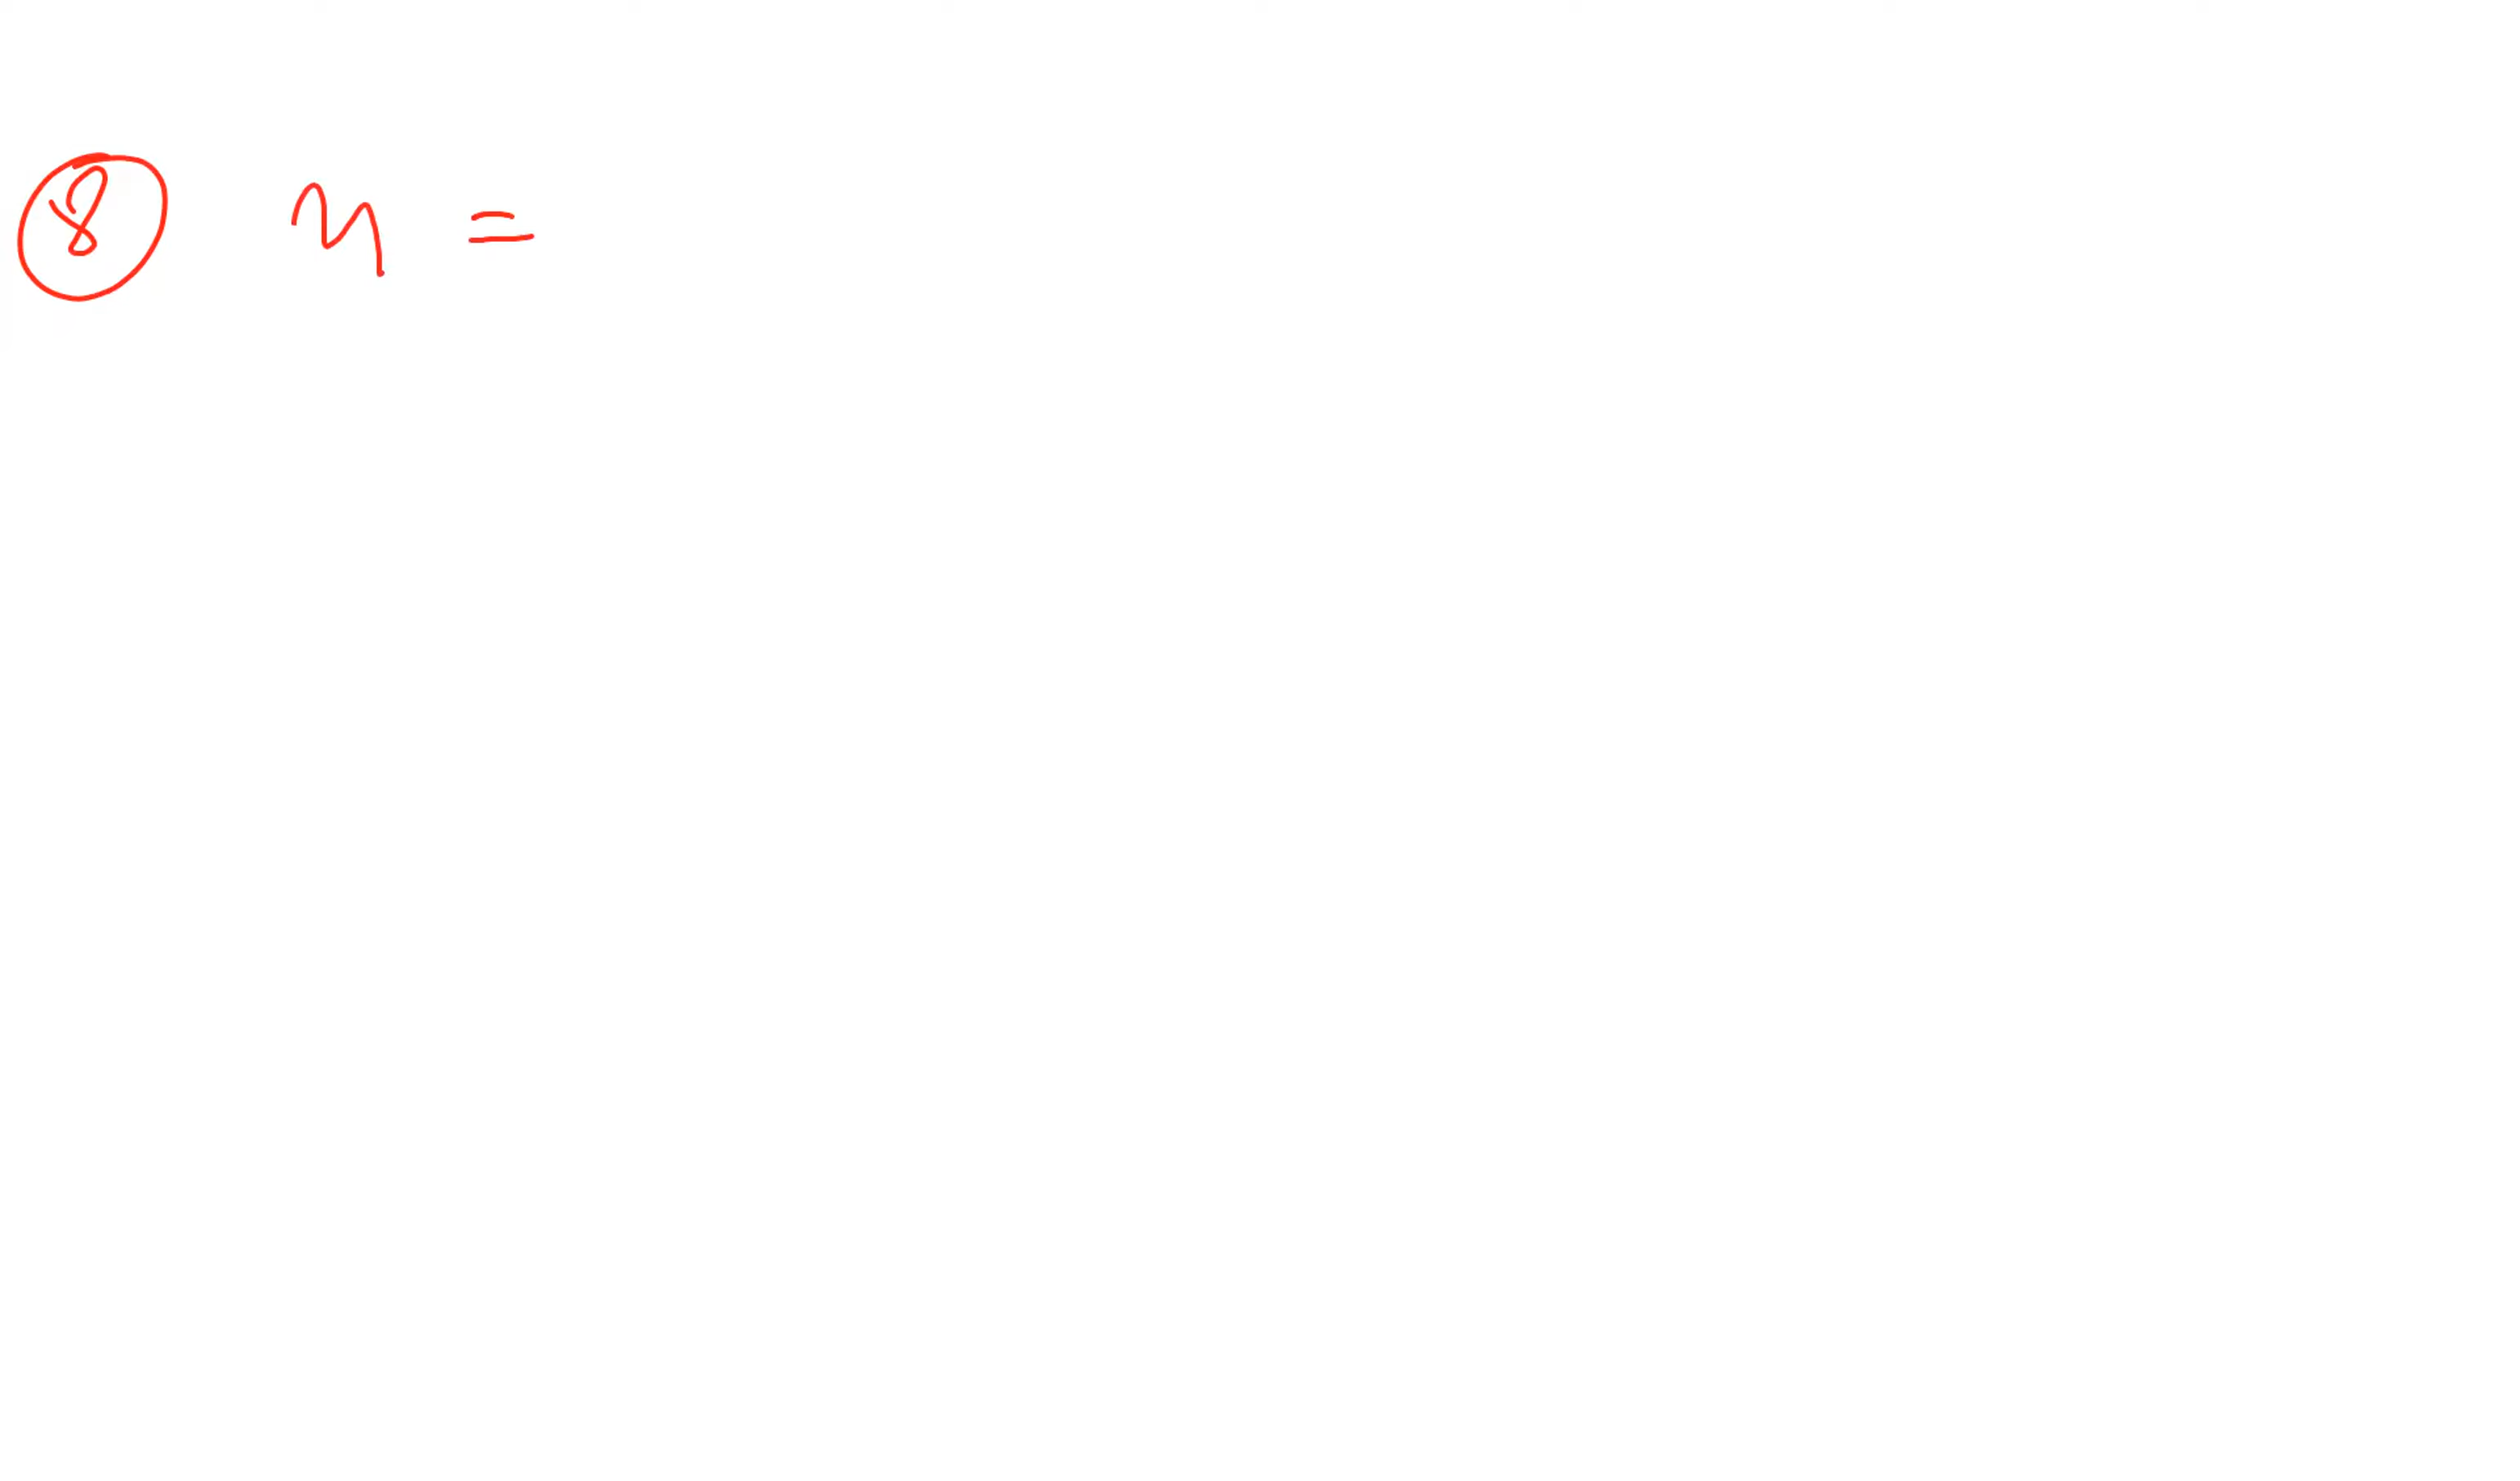 ⑧ η =